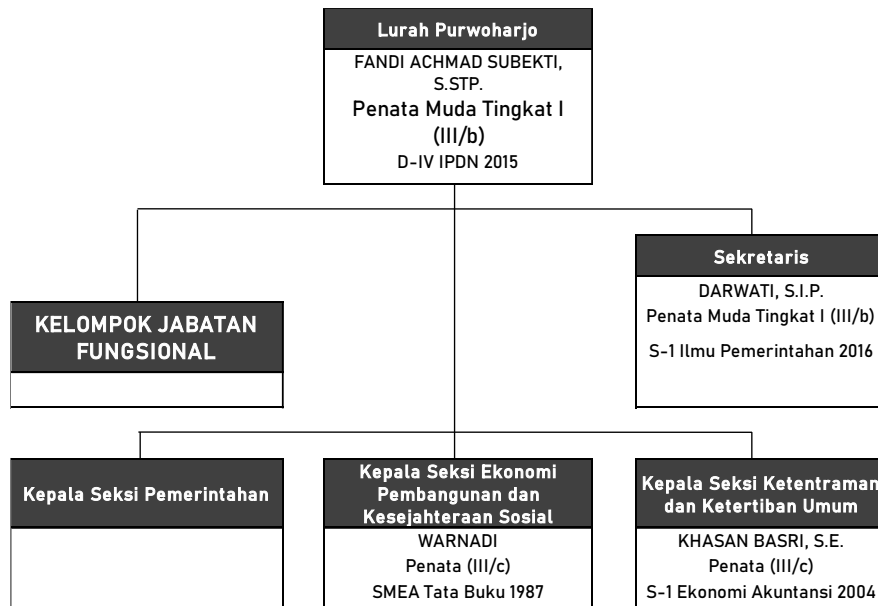 Lurah Purwoharjo
FANDI ACHMAD SUBEKTI,
S.STP.
Penata Muda Tingkat I
(III/b)
D-IV IPDN 2015
Sekretaris
DARWATI, S.I.P.
Penata Muda Tingkat I (III/b)
S-1 Ilmu Pemerintahan 2016
KELOMPOK JABATAN
FUNGSIONAL
Kepala Seksi Pemerintahan
Kepala Seksi Ekonomi
Pembangunan dan
Kesejahteraan Sosial
WARNADI
Penata (III/c)
SMEA Tata Buku 1987
Kepala Seksi Ketentraman
dan Ketertiban Umum
KHASAN BASRI, S.E.
Penata (III/c)
S-1 Ekonomi Akuntansi 2004